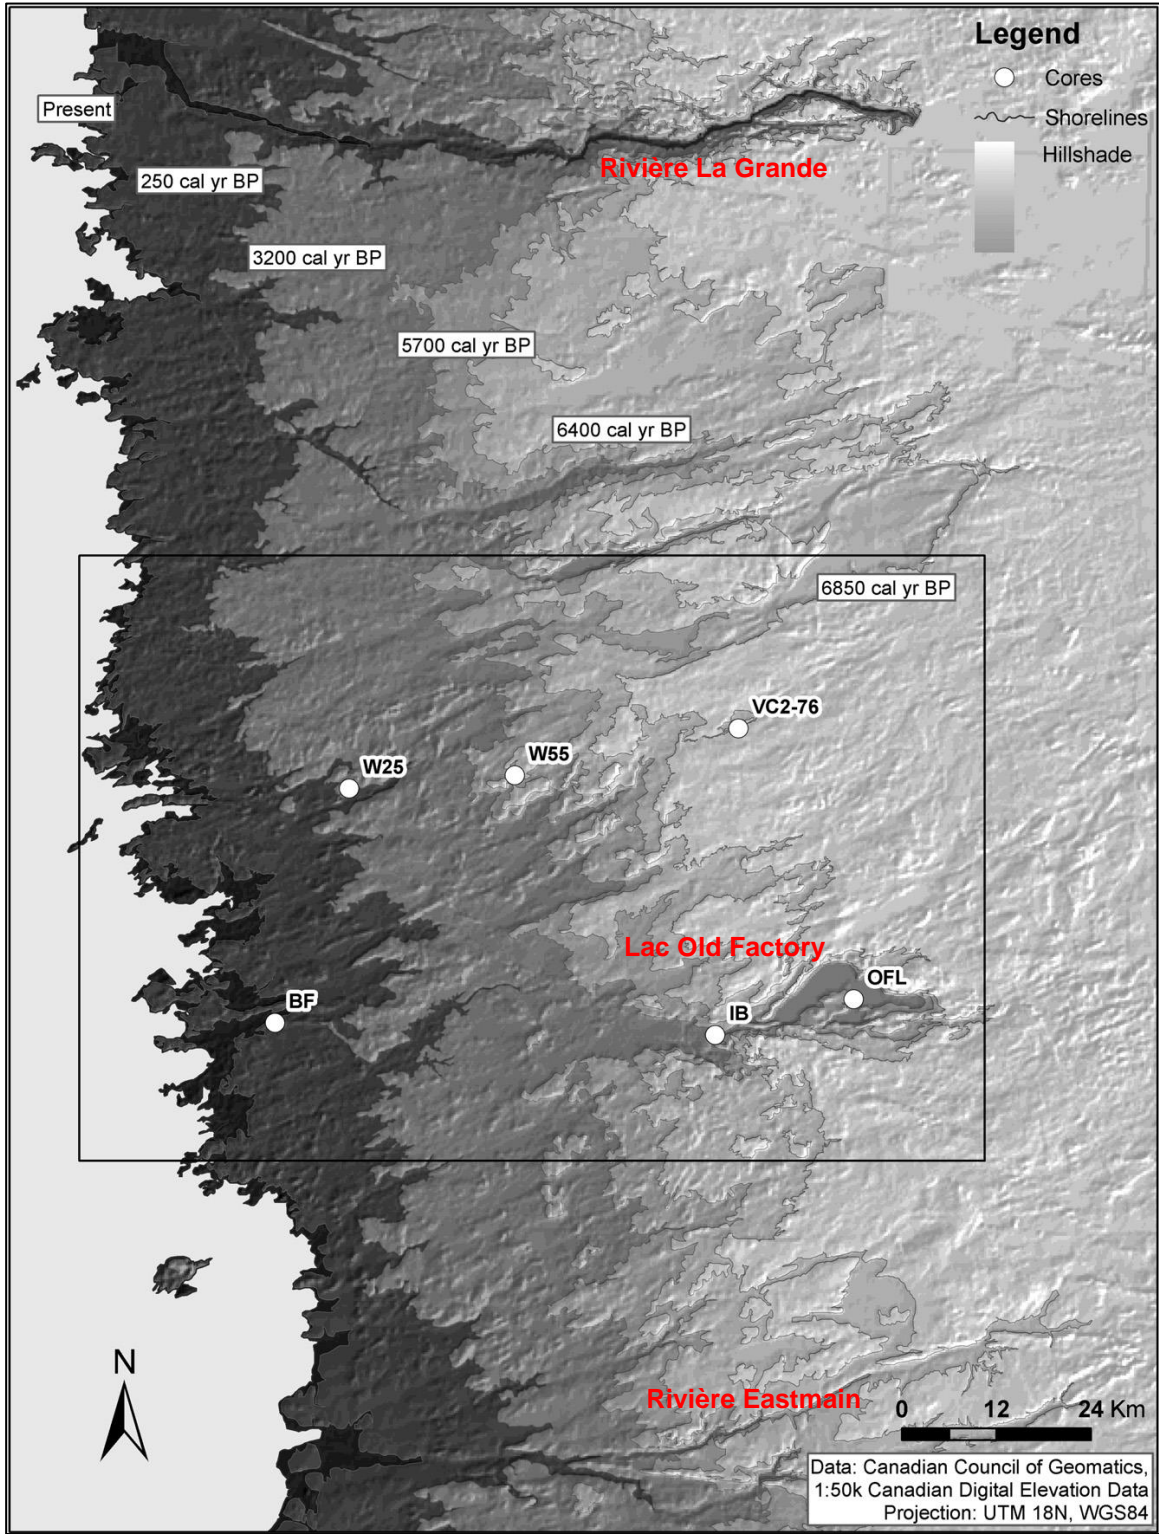 Legend
Cores
Shorelines
Hillshade
Present
Rivière La Grande
250 cal yr BP
3200 cal yr BP
5700 cal yr BP
6400 cal yr BP
6850 cal yr BP
VC2-76
W55
W25
Lac Old Factory
OFL
BF
IB
N
Rivière Eastmain
0 12 24 Km
Data: Canadian Council of Geomatics,
1:50k Canadian Digital Elevation Data
Projection: UTM 18N, WGS84